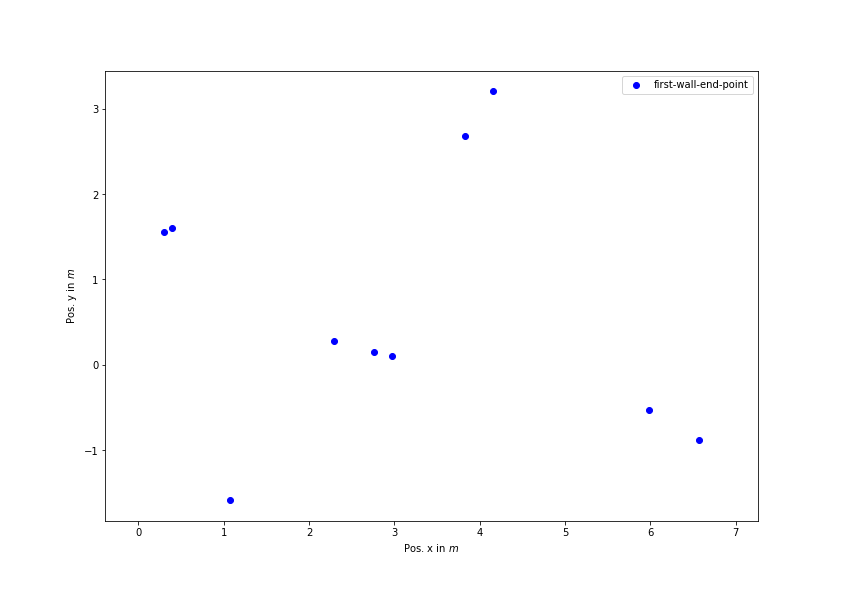 first-wall-end-point
3
2
1
0
−1
Pos. y in m
0 1 2 3 4 5 6 7
Pos. x in m